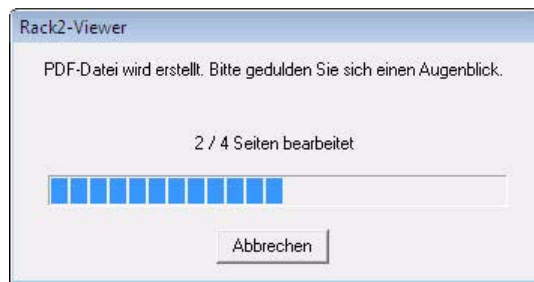 Rack2-Viewer
PDF-Datei wird erstellt. Bitte gedulden Sie sich einen Augenblick.
2 / 4 Seiten bearbeitet
Abbrechen